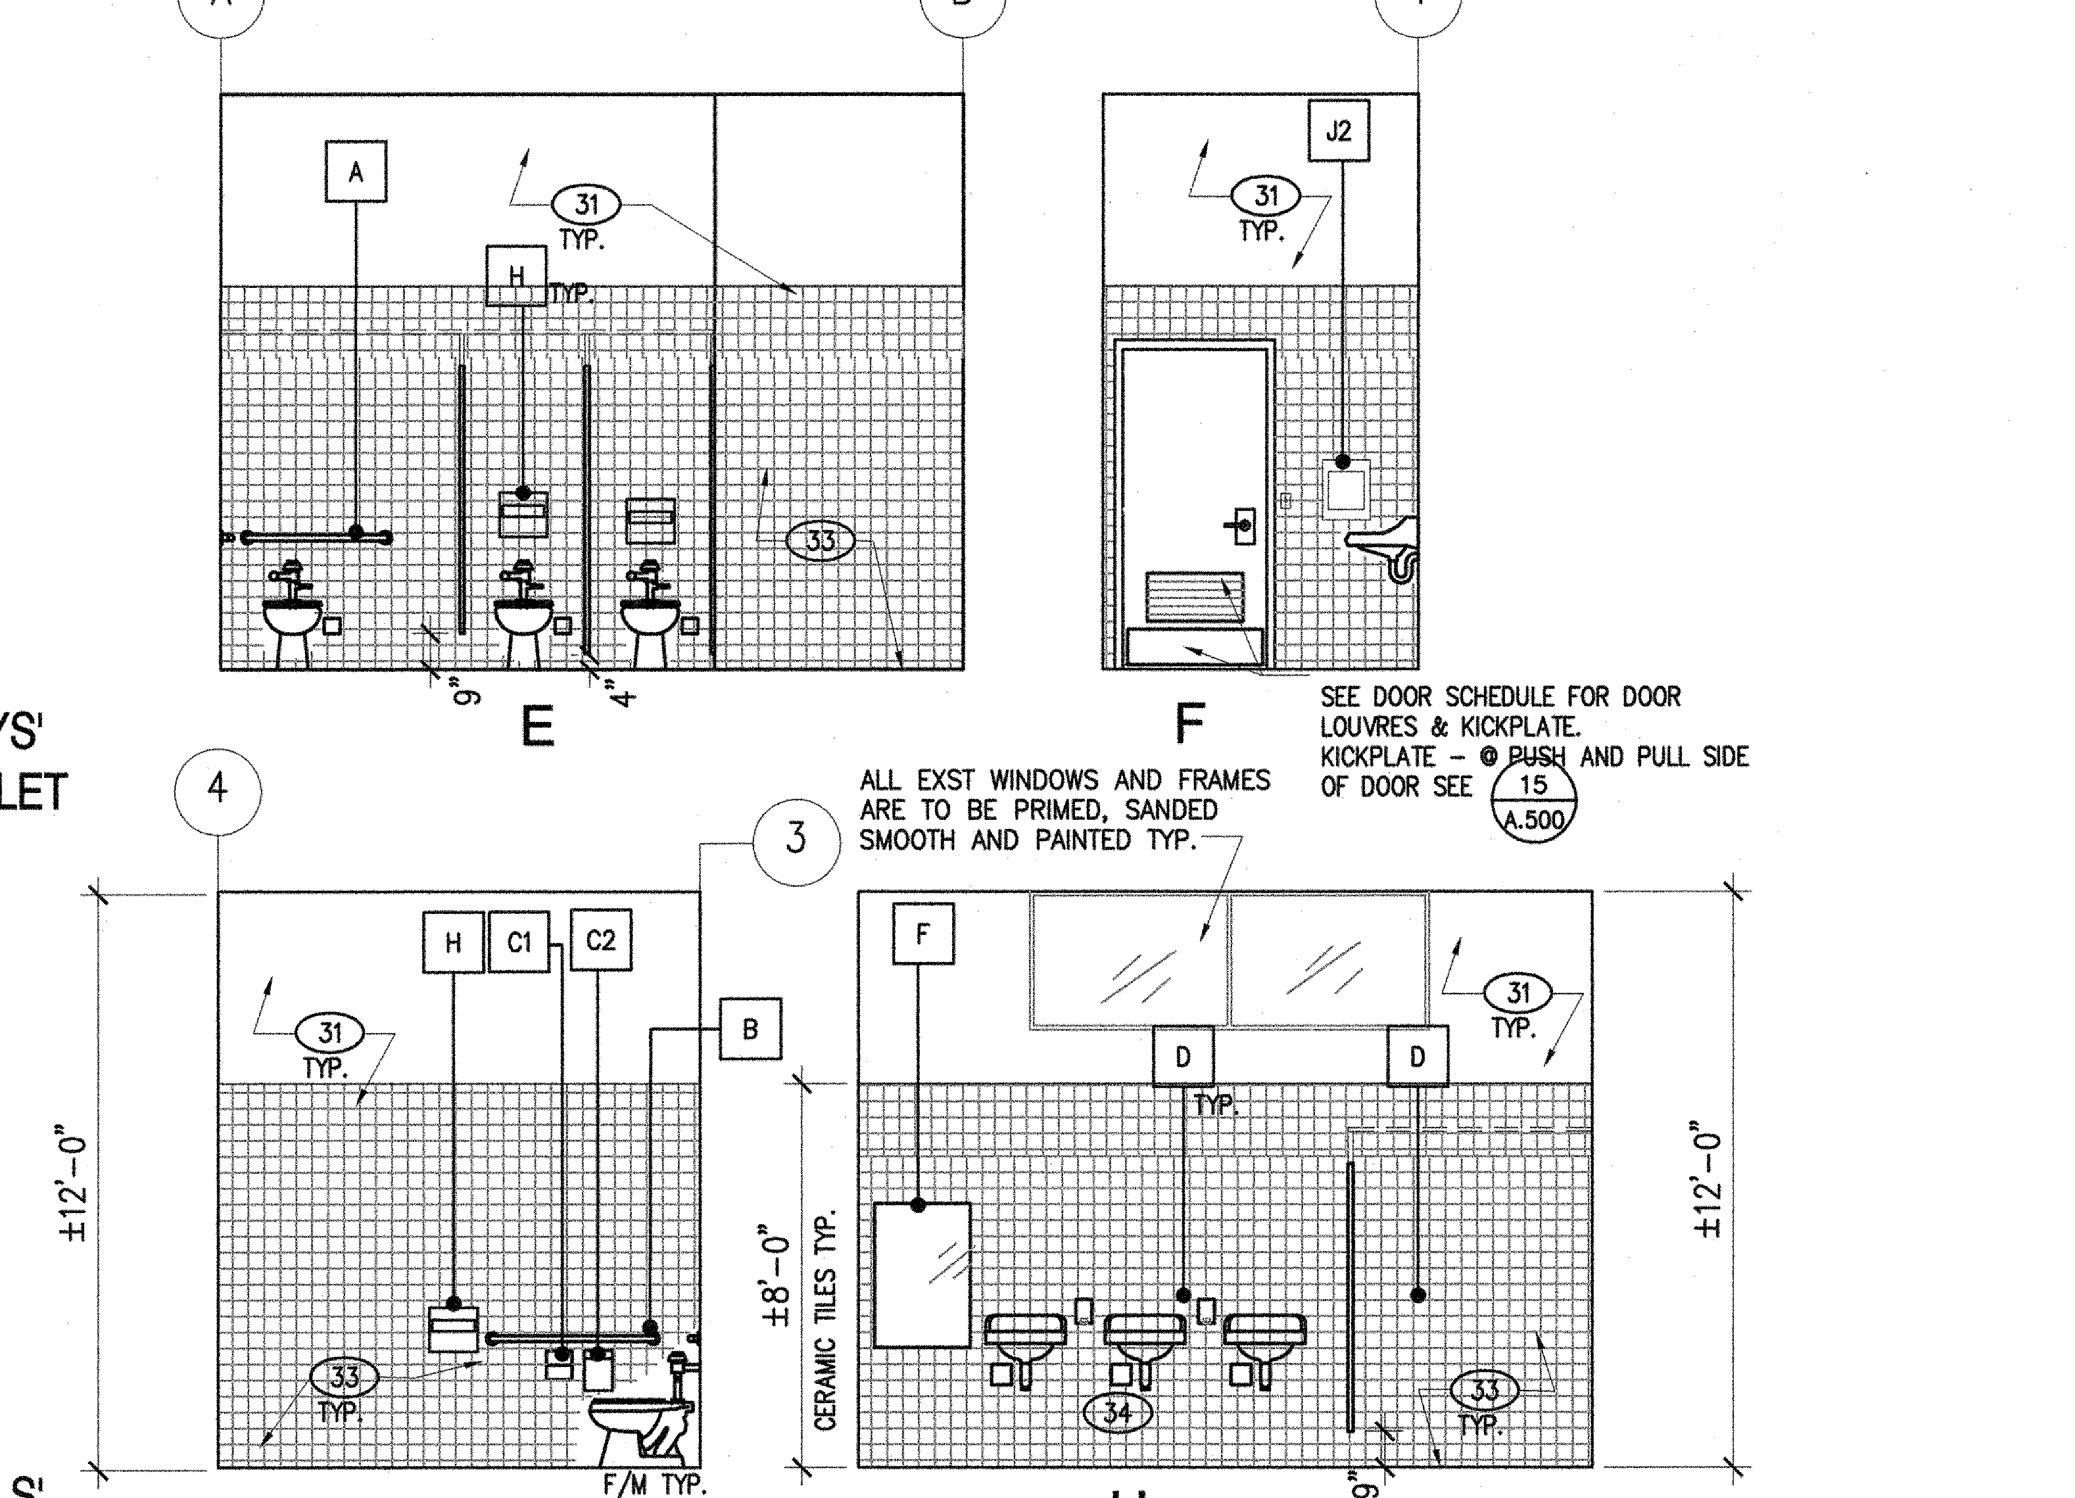 A
J2
31
TYP.
31
TYP.
H
TYP.
33
9"
4"
E
F
SEE DOOR SCHEDULE FOR DOOR
LOUVRES & KICKPLATE.
KICKPLATE - @ PUSH AND PULL SIDE
OF DOOR SEE
15
A.500
YS'
LET
4
3
ALL EXST WINDOWS AND FRAMES
ARE TO BE PRIMED, SANDED
SMOOTH AND PAINTED TYP.
H
C1
C2
B
F
31
TYP.
31
TYP.
D
TYP.
D
±12'-0"
±8'-0"
CERAMIC TILES TYP.
±12'-0"
33
TYP.
34
33
TYP.
F/M TYP.
9"
S'